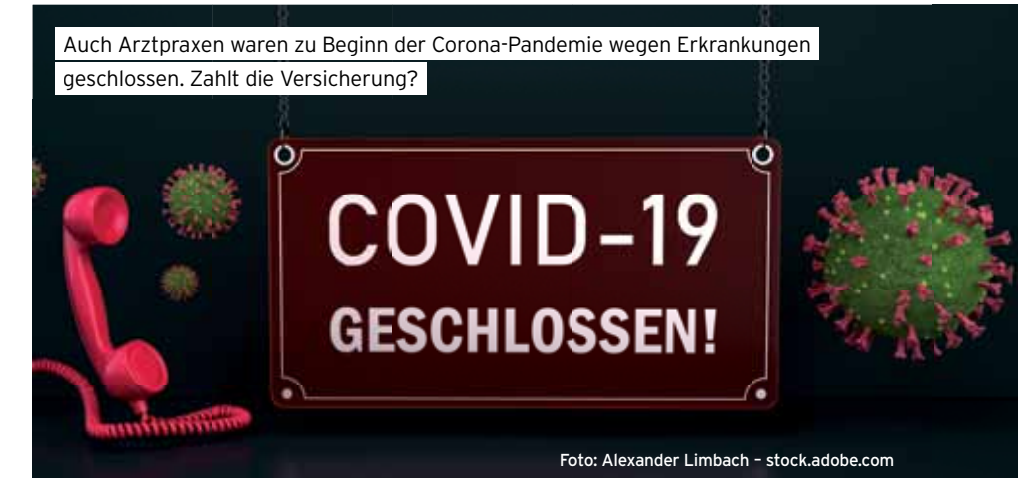 Auch Arztpraxen waren zu Beginn der Corona-Pandemie wegen Erkrankungen
geschlossen. Zahlt die Versicherung?
COVID-19
GESCHLOSSEN!
Foto: Alexander Limbach – stock.adobe.com